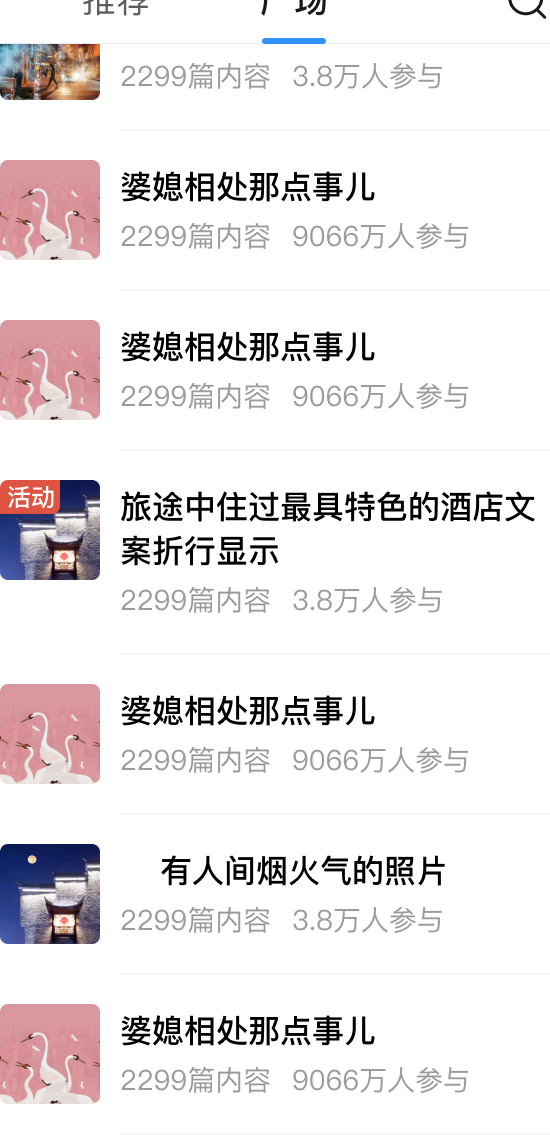 推荐
广场
2299篇内容 3.8万人参与
婆媳相处那点事儿
2299篇内容 9066万人参与
婆媳相处那点事儿
2299篇内容 9066万人参与
活动
旅途中住过最具特色的酒店文
案折行显示
2299篇内容 3.8万人参与
婆媳相处那点事儿
2299篇内容 9066万人参与
有人间烟火气的照片
2299篇内容 3.8万人参与
婆媳相处那点事儿
2299篇内容 9066万人参与